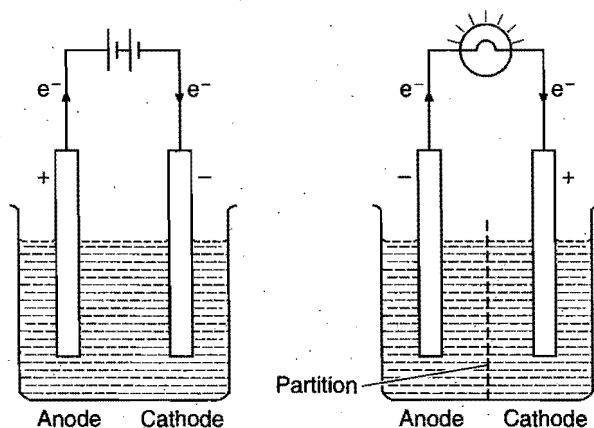 e⁻ e⁻
+ −
Anode Cathode
e⁻ e⁻
− +
Partition
Anode Cathode